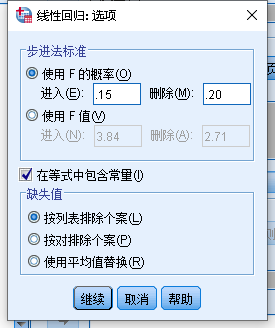 线性回归: 选项
步进法标准
使用 F 的概率(O)
进入(E): .15 删除(M): .20
使用 F 值(V)
进入(N): 3.84 删除(A): 2.71
在等式中包含常量(I)
缺失值
按列表排除个案(L)
按对排除个案(P)
使用平均值替换(R)
继续 取消 帮助